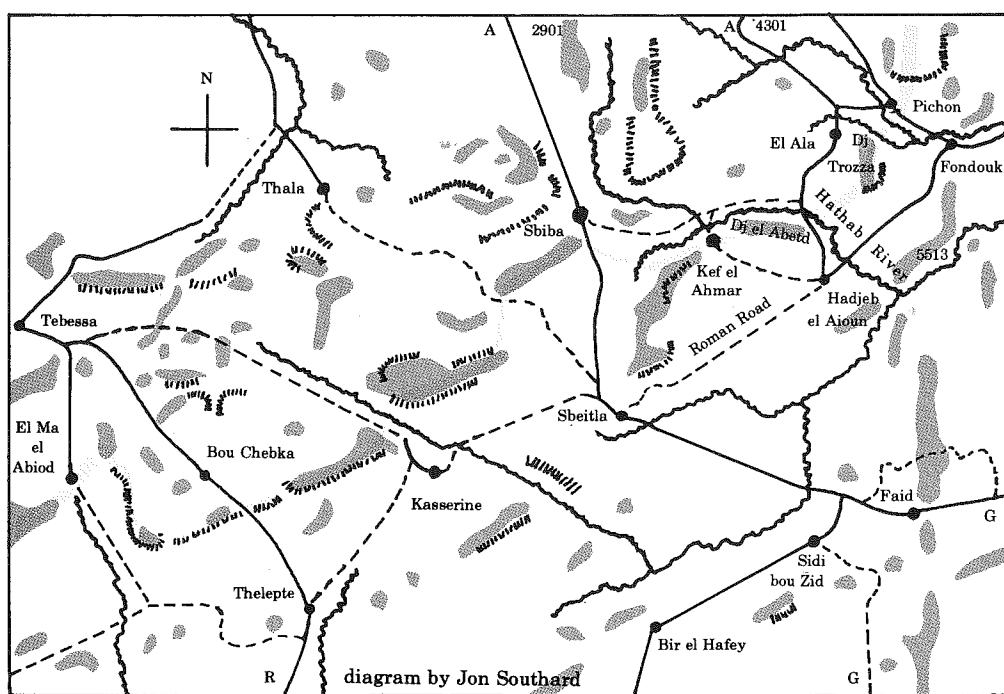 A
2901
A
4301
N
Pichon
El Ala
Dj
Trozza
Fondouk
Thala
Sbiba
Hathab
River
Dj el Abetd
5513
Kef el
Ahmar
Hadjeb
el Aioun
Tebessa
Roman Road
Sbeitla
El Ma
el
Abiod
Bou Chebka
Kasserine
Faid
G
Sidi
bou Zid
Thelepte
Bir el Hafey
R
diagram by Jon Southard
G